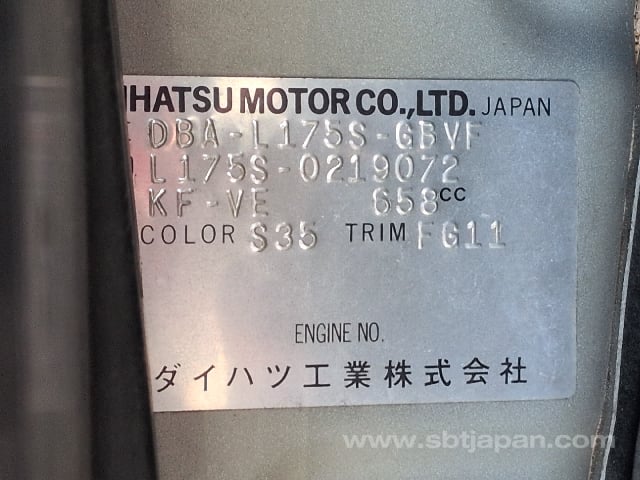 IHATSU MOTOR CO.,LTD. JAPAN
DBA-L175S-GBVF
L175S-0219072
KF-VE 658cc
COLOR S35 TRIM FG11
ENGINE NO.
ダイハツ工業株式会社
www.sbtjapan.com